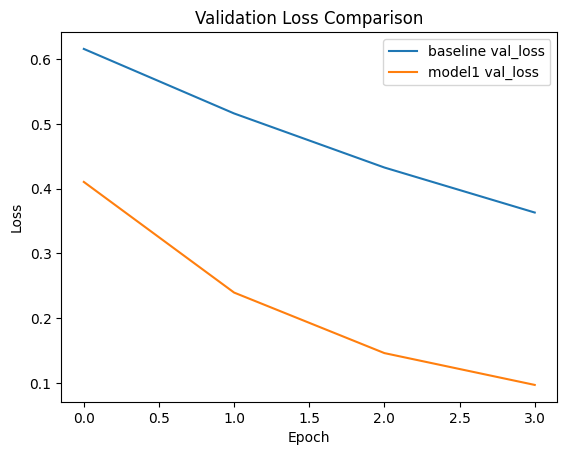 Validation Loss Comparison
baseline val_loss
model1 val_loss
Loss
0.6
0.5
0.4
0.3
0.2
0.1
0.0 0.5 1.0 1.5 2.0 2.5 3.0
Epoch